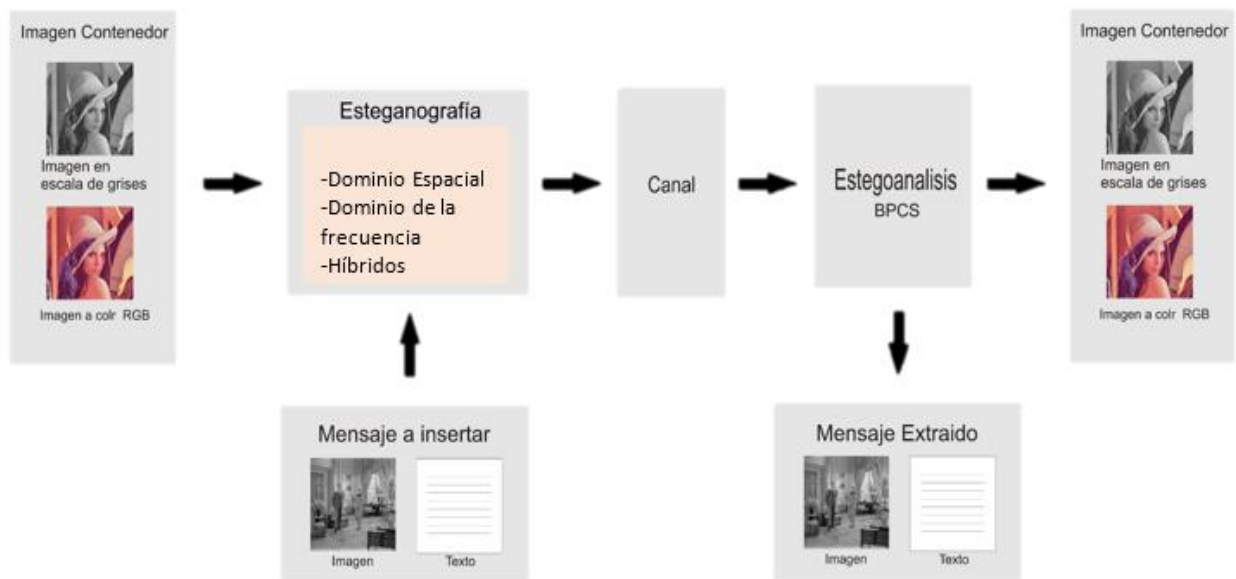 Imagen Contenedor
Imagen en
escala de grises
Imagen a colr RGB
Esteganografía
-Dominio Espacial
-Dominio de la
frecuencia
-Híbridos
Mensaje a insertar
Imagen
Texto
Canal
Estegoanalisis
BPCS
Mensaje Extraido
Imagen
Texto
Imagen Contenedor
Imagen en
escala de grises
Imagen a colr RGB